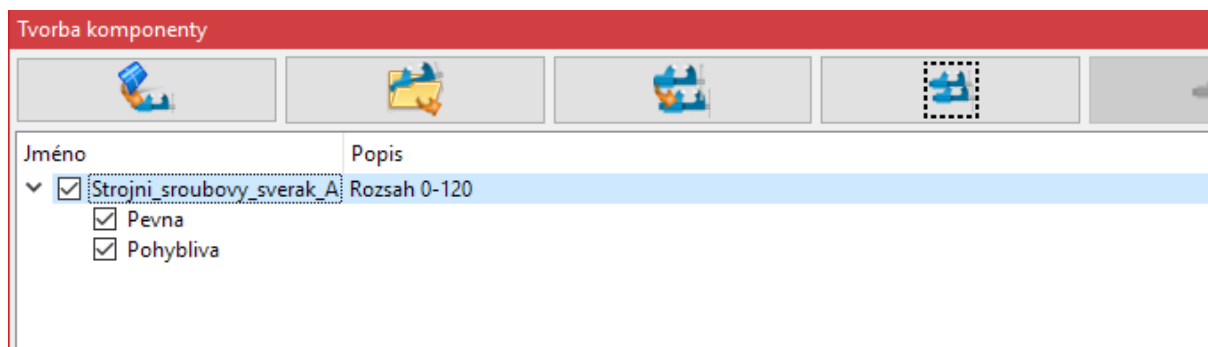 Tvorba komponenty
Jméno Popis
Strojni_sroubovy_sverak_A Rozsah 0-120
Pevna
Pohybliva